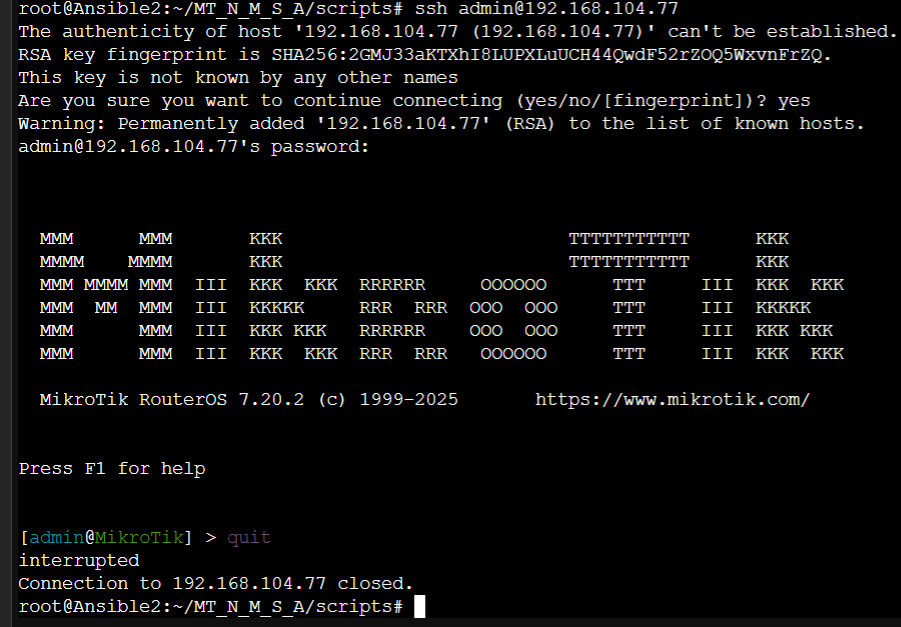 root@Ansible2:~/MT_N_M_S_A/scripts# ssh admin@192.168.104.77
The authenticity of host '192.168.104.77 (192.168.104.77)' can't be established.
RSA key fingerprint is SHA256:2GMJ33aKTXhI8LUPXLuUCH44QwdF52rZOQ5WxvnFrZQ.
This key is not known by any other names
Are you sure you want to continue connecting (yes/no/[fingerprint])? yes
Warning: Permanently added '192.168.104.77' (RSA) to the list of known hosts.
admin@192.168.104.77's password:
  MMM      MMM       KKK                          TTTTTTTTTTT      KKK
  MMMM    MMMM       KKK                          TTTTTTTTTTT      KKK
  MMM MMMM MMM  III  KKK  KKK  RRRRRR     OOOOOO      TTT     III  KKK  KKK
  MMM  MM  MMM  III  KKKKK     RRR  RRR  OOO  OOO     TTT     III  KKKKK
  MMM      MMM  III  KKK KKK   RRRRRR    OOO  OOO     TTT     III  KKK KKK
  MMM      MMM  III  KKK  KKK  RRR  RRR   OOOOOO      TTT     III  KKK  KKK
  MikroTik RouterOS 7.20.2 (c) 1999-2025       https://www.mikrotik.com/
Press F1 for help
[admin@MikroTik] > quit
interrupted
Connection to 192.168.104.77 closed.
root@Ansible2:~/MT_N_M_S_A/scripts#